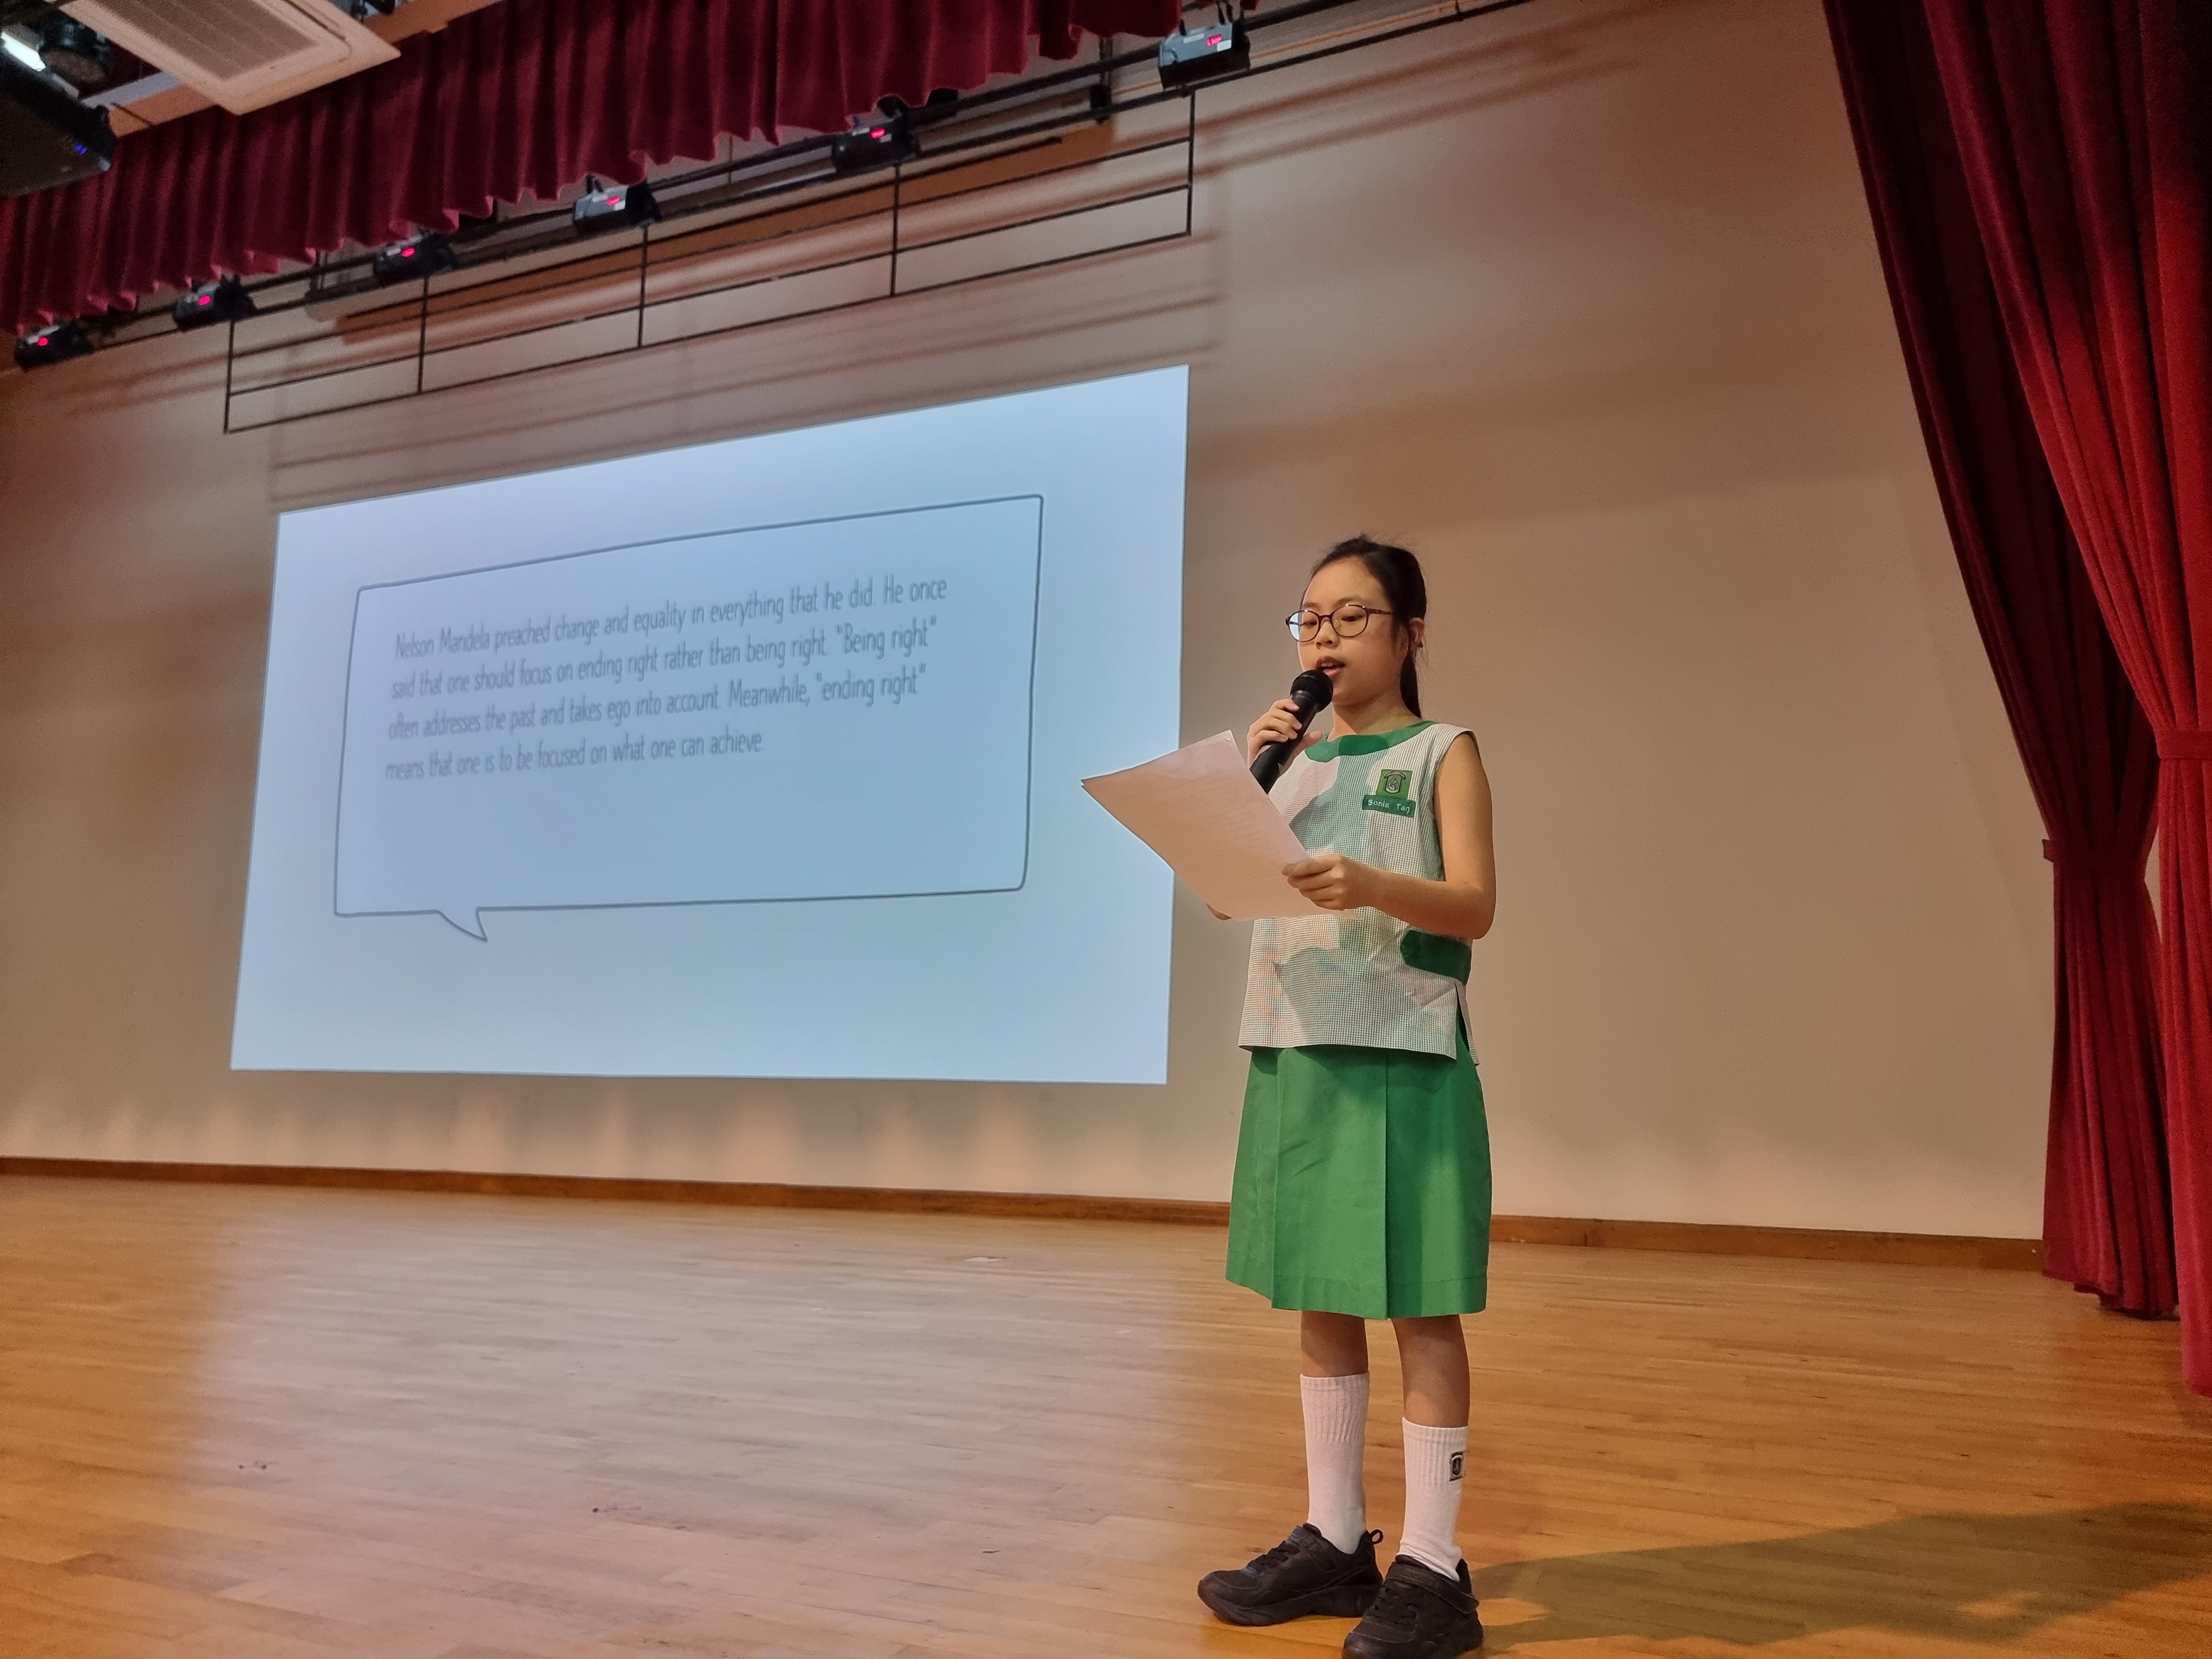 Nelson Mandela preached change and equality in everything that he did. He once
said that one should focus on ending right rather than being right. "Being right"
often addresses the past and takes ego into account. Meanwhile, "ending right"
means that one is to be focused on what one can achieve.
Sonia Tan